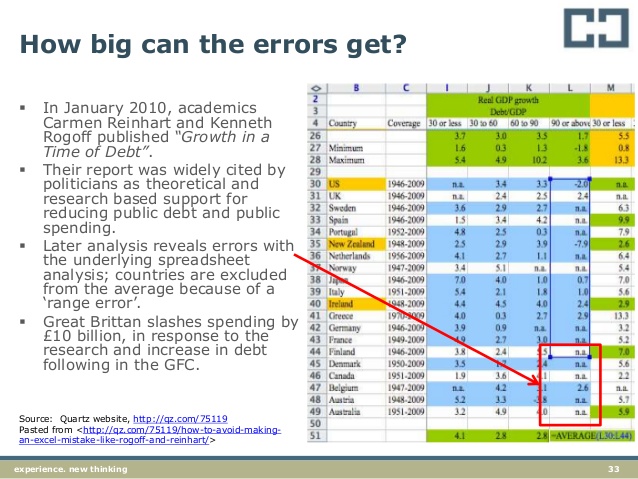 How big can the errors get?
▪ In January 2010, academics
Carmen Reinhart and Kenneth
Rogoff published “Growth in a
Time of Debt”.
▪ Their report was widely cited by
politicians as theoretical and
research based support for
reducing public debt and public
spending.
▪ Later analysis reveals errors with
the underlying spreadsheet
analysis; countries are excluded
from the average because of a
‘range error’.
▪ Great Brittan slashes spending by
£10 billion, in response to the
research and increase in debt
following in the GFC.
Source: Quartz website, http://qz.com/75119
Pasted from <http://qz.com/75119/how-to-avoid-making-
an-excel-mistake-like-rogoff-and-reinhart/>
B C I J K L M
2 Real GDP growth
3 Debt/GDP
4 Country Coverage 30 or less 30 to 60 60 to 90 90 or above 30 or less
26 3.7 3.0 3.5 1.7 5.5
27 Minimum 1.6 0.3 1.3 -1.8 0.8
28 Maximum 5.4 4.9 10.2 3.6 13.3
29
30 US 1946-2009 n.a. 3.4 3.3 -2.0 n.a.
31 UK 1946-2009 n.a. 2.4 2.5 2.4 n.a.
32 Sweden 1946-2009 3.6 2.9 2.7 n.a. 6.3
33 Spain 1946-2009 1.5 3.4 4.2 n.a. 9.9
34 Portugal 1952-2009 4.8 2.5 0.3 n.a. 7.9
35 New Zealand 1948-2009 2.5 2.9 3.9 -7.9 2.6
36 Netherlands 1956-2009 4.1 2.7 1.1 n.a. 6.4
Norway 1947-2009 3.4 5.1 n.a. n.a. 5.4
38 Japan 1946-2009 7.0 4.0 1.0 0.7 7.0
39 Italy 1951-2009 5.4 2.1 1.8 1.0 5.6
40 Ireland 1948-2009 4.4 4.5 4.0 2.4 2.9
41 Greece 1970-2009 4.0 0.3 2.7 2.9 13.3
42 Germany 1946-2009 3.9 0.9 n.a. n.a. 3.2
43 France 1949-2009 4.9 2.7 3.0 n.a. 5.2
44 Finland 1946-2009 3.8 2.4 n.a. 7.0
45 Denmark 1950-2009 3.5 1.7 n.a. 5.6
46 Canada 1951-2009 1.9 3.6 n.a. 2.2
47 Belgium 1947-2009 n.a. 4.2 2.6 n.a.
48 Austria 1948-2009 5.2 3.3 n.a. 5.7
49 Australia 1951-2009 3.2 4.9 n.a. 5.9
51 4.1 2.8 2.8 =AVERAGE(L30:L44)
experience. new thinking 33